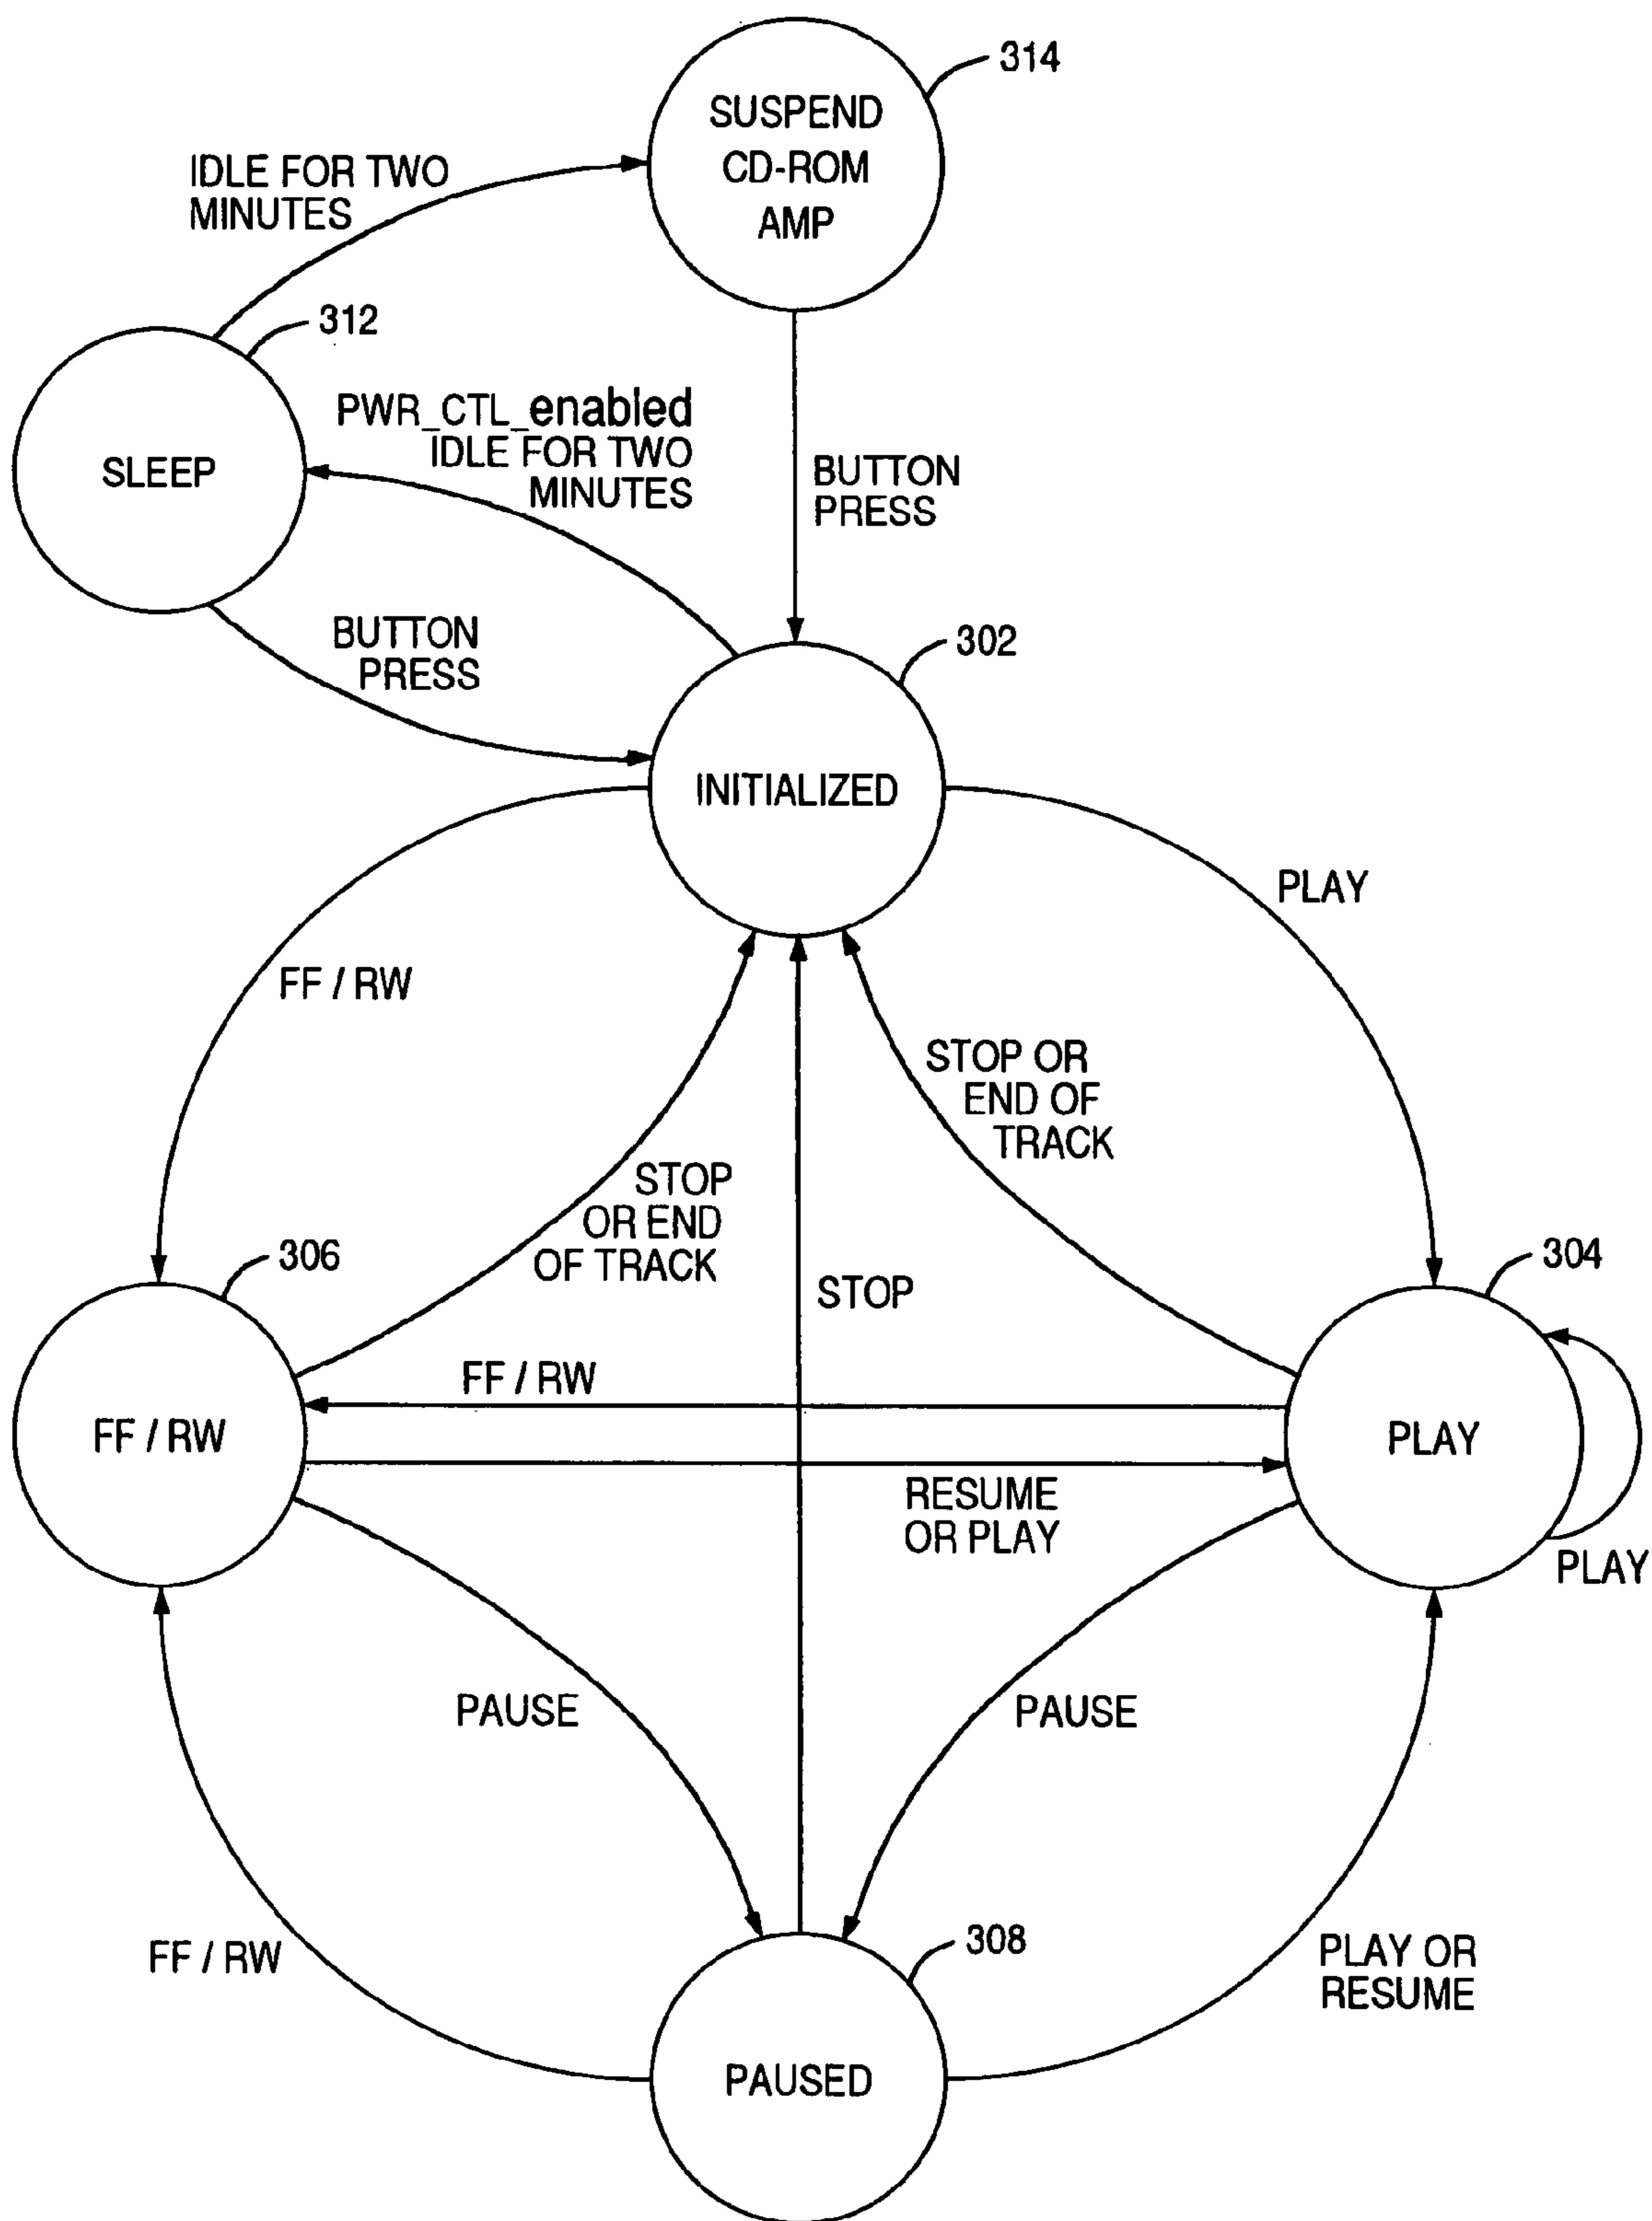 314
SUSPEND
CD-ROM
AMP
IDLE FOR TWO
MINUTES
312
PWR_CTL_enabled
IDLE FOR TWO
MINUTES
SLEEP
BUTTON
PRESS
BUTTON
PRESS
302
INITIALIZED
PLAY
FF / RW
STOP OR
END OF
TRACK
STOP
OR END
OF TRACK
306
304
STOP
FF / RW
FF / RW
PLAY
RESUME
OR PLAY
PLAY
PAUSE
PAUSE
308
FF / RW
PLAY OR
RESUME
PAUSED